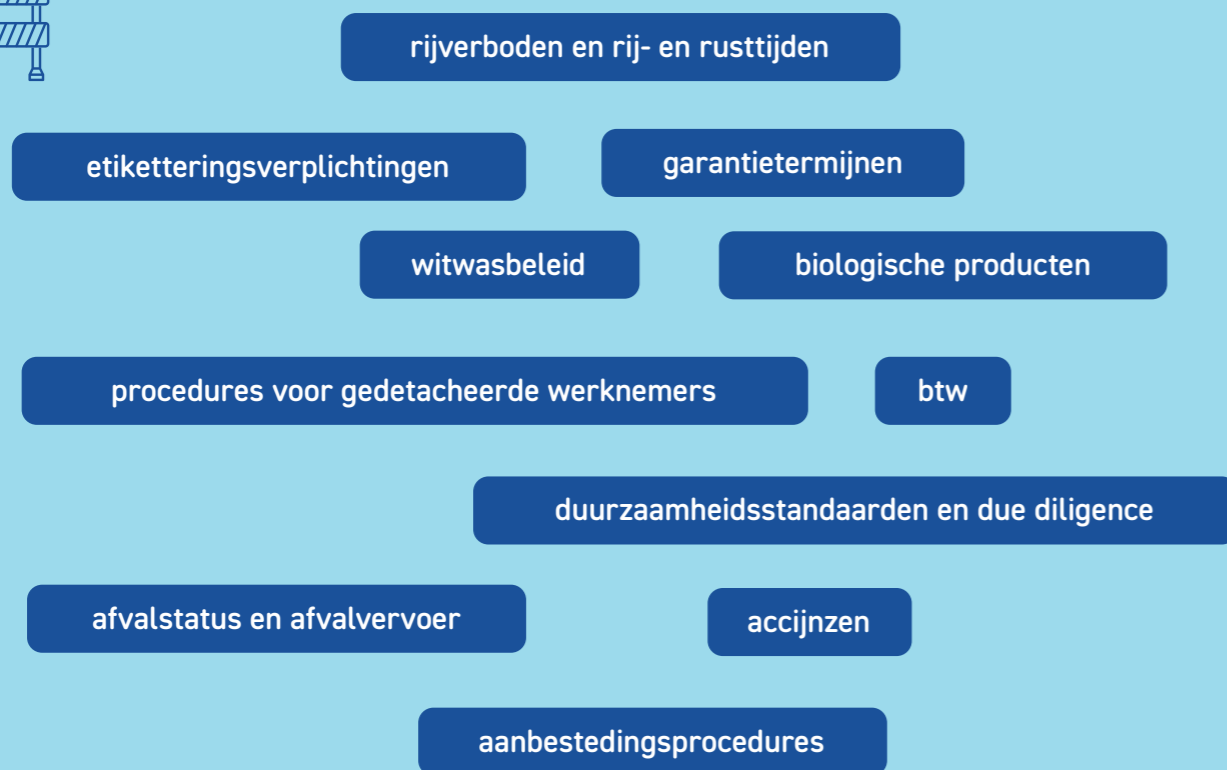 rijverboden en rij- en rusttijden
etiketteringsverplichtingen
garantietermijnen
witwasbeleid
biologische producten
procedures voor gedetacheerde werknemers
btw
duurzaamheidsstandaarden en due diligence
afvalstatus en afvalvervoer
accijnzen
aanbestedingsprocedures